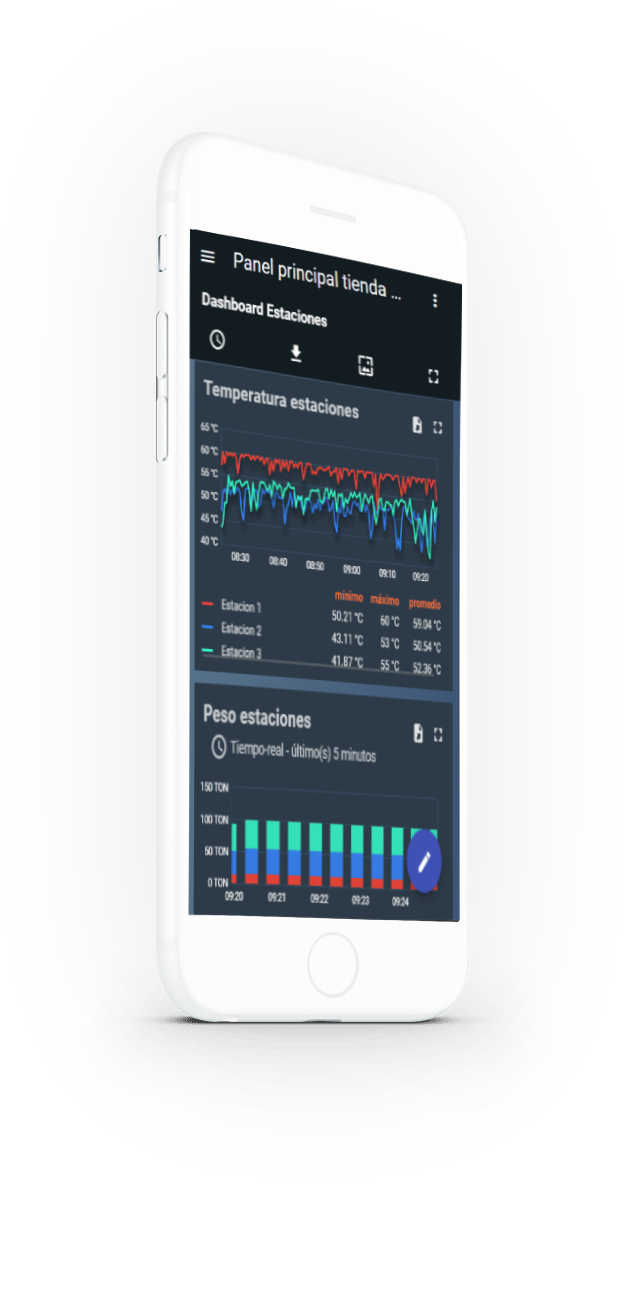 Panel principal tienda ...
Dashboard Estaciones
Temperatura estaciones
65 °C
60 °C
55 °C
50 °C
45 °C
40 °C
08:30 08:40 08:50 09:00 09:10 09:20
mínimo máximo promedio
Estacion 1 50.21 °C 60 °C 59.04 °C
Estacion 2 43.11 °C 53 °C 50.54 °C
Estacion 3 41.87 °C 55 °C 52.36 °C
Peso estaciones
Tiempo-real - último(s) 5 minutos
150 TON
100 TON
50 TON
0 TON
09:20 09:21 09:22 09:23 09:24